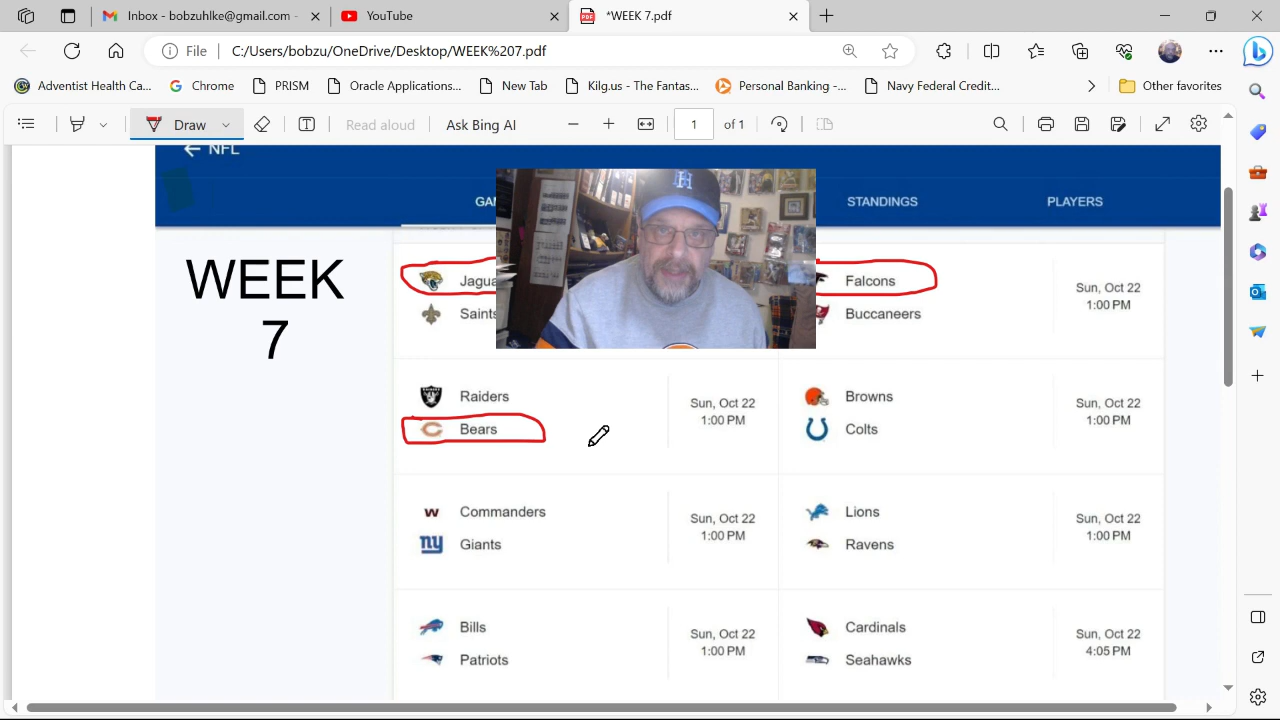 Inbox - bobzuhlke@gmail.com -
YouTube
*WEEK 7.pdf
File
C:/Users/bobzu/OneDrive/Desktop/WEEK%207.pdf
Adventist Health Ca...
Chrome
PRISM
Oracle Applications...
New Tab
Kilg.us - The Fantas...
Personal Banking -...
Navy Federal Credit...
Other favorites
Draw
Read aloud
Ask Bing AI
1
of 1
NFL
GA
STANDINGS
PLAYERS
WEEK
7
Jagua
Saints
Falcons
Buccaneers
Sun, Oct 22
1:00 PM
Raiders
Bears
Sun, Oct 22
1:00 PM
Browns
Colts
Sun, Oct 22
1:00 PM
W
Commanders
ny
Giants
Sun, Oct 22
1:00 PM
Lions
Ravens
Sun, Oct 22
1:00 PM
Bills
Patriots
Sun, Oct 22
1:00 PM
Cardinals
Seahawks
Sun, Oct 22
4:05 PM